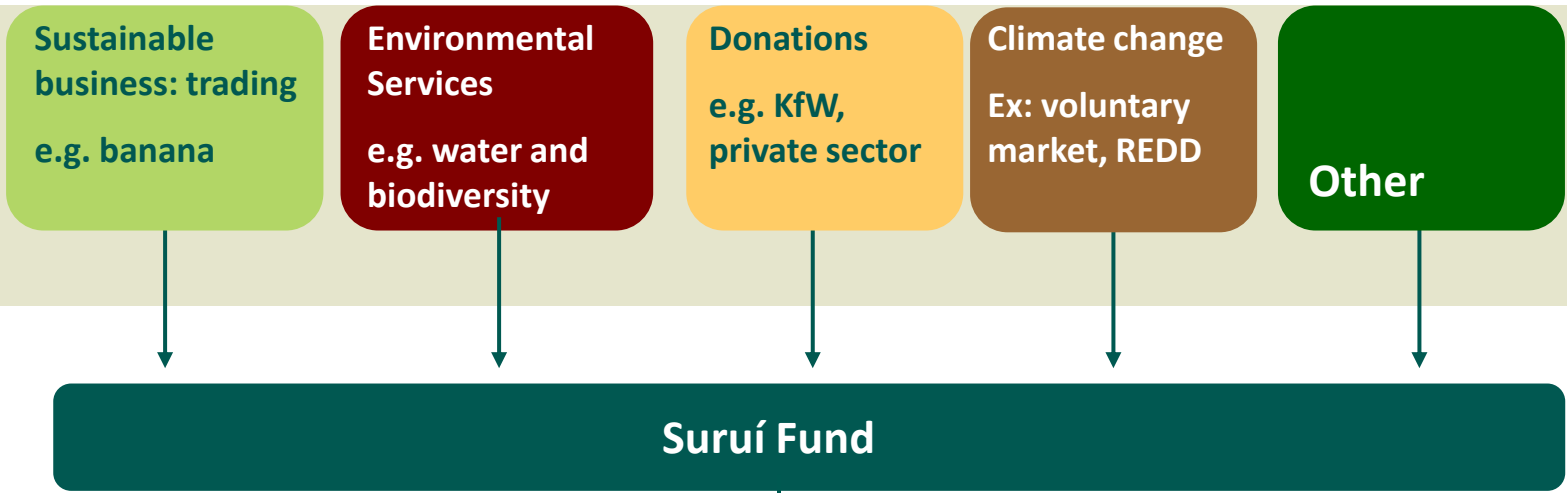 Sustainable
business: trading
e.g. banana
Environmental
Services
e.g. water and
biodiversity
Donations
e.g. KfW,
private sector
Climate change
Ex: voluntary
market, REDD
Other
Suruí Fund